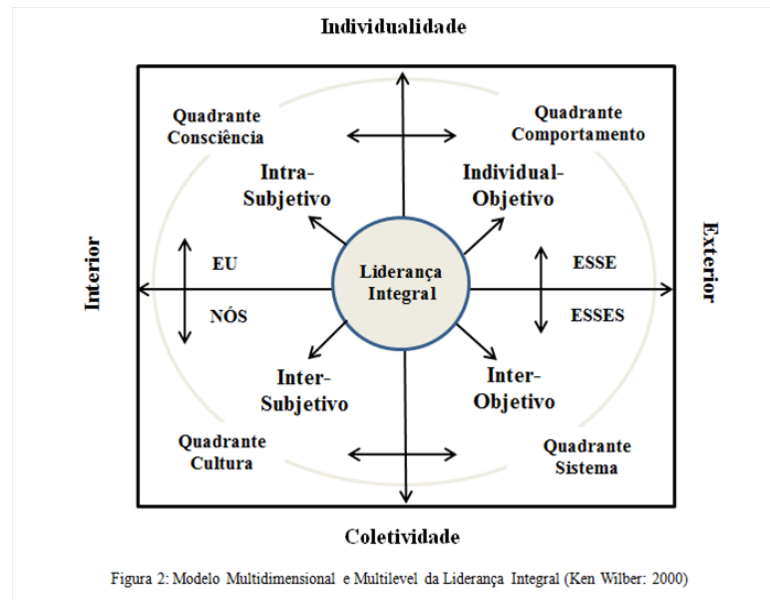 Individualidade
Quadrante
Consciência
Quadrante
Comportamento
Intra-
Subjetivo
Individual-
Objetivo
Interior
EU
NÓS
Liderança
Integral
ESSE
ESSES
Exterior
Inter-
Subjetivo
Inter-
Objetivo
Quadrante
Cultura
Quadrante
Sistema
Coletividade
Figura 2: Modelo Multidimensional e Multilevel da Liderança Integral (Ken Wilber: 2000)